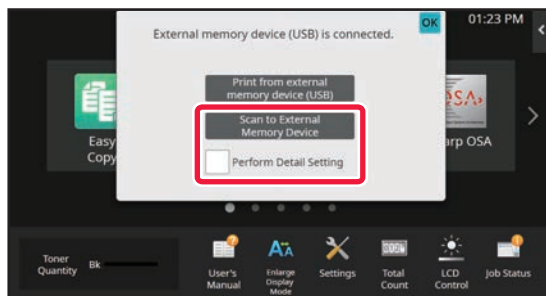 OK
01:23 PM
External memory device (USB) is connected.
Print from external
memory device (USB)
Scan to External
Memory Device
Perform Detail Setting
Easy
Copy
OSA
arp OSA
Toner
Quantity
Bk
User's
Manual
Enlarge
Display
Mode
Settings
Total
Count
LCD
Control
Job Status